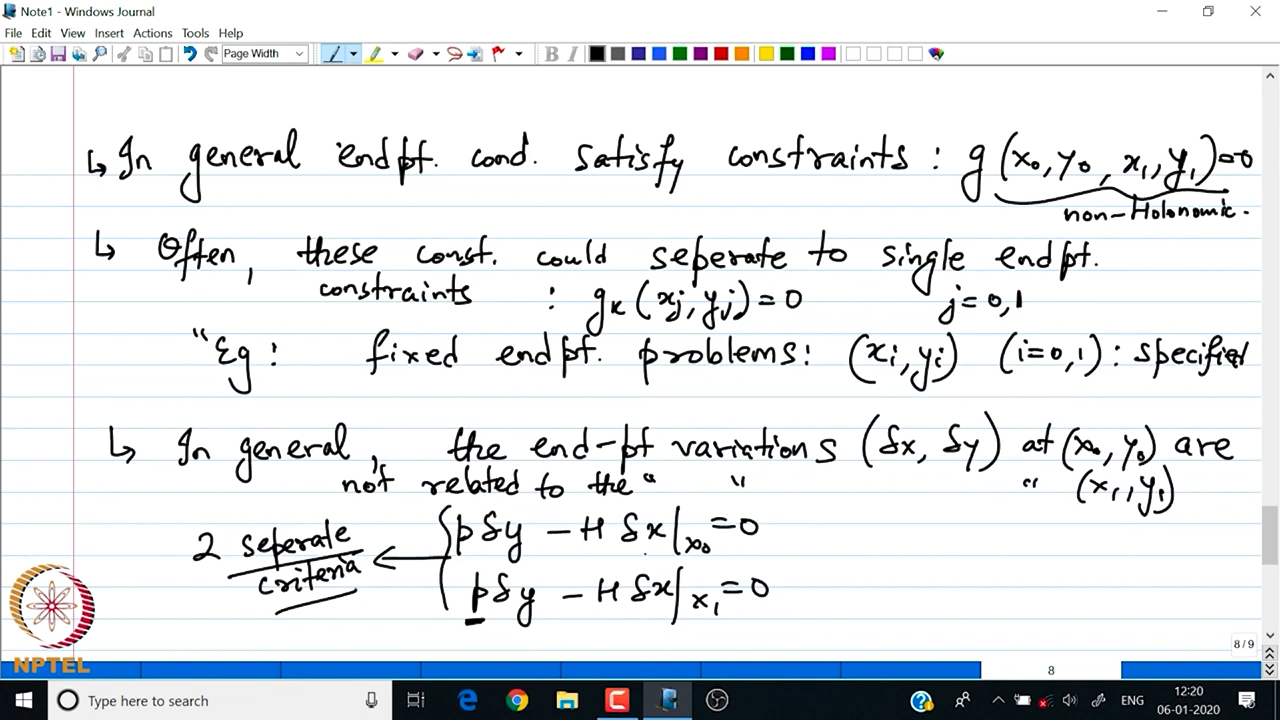 Note1 - Windows Journal
File Edit View Insert Actions Tools Help
Page Width
B I
↳ In general endpt. cond. satisfy constraints : g(x₀, y₀, x₁, y₁)=0
non-Holonomic.
↳ Often, these const. could seperate to single endpt.
constraints : gₖ(xⱼ, yⱼ) = 0 j=0,1
"Eg: fixed endpt. problems: (xᵢ, yᵢ) (i=0,1) : specified
↳ In general, the end-pt variations (δx, δy) at (x₀, y₀) are
not related to the " " " (x₁, y₁)
2 seperate criteria ← { pδy - Hδx|ₓ₀ = 0
pδy - Hδx|ₓ₁ = 0
NPTEL
8/9
8
Type here to search
ENG
12:20
06-01-2020